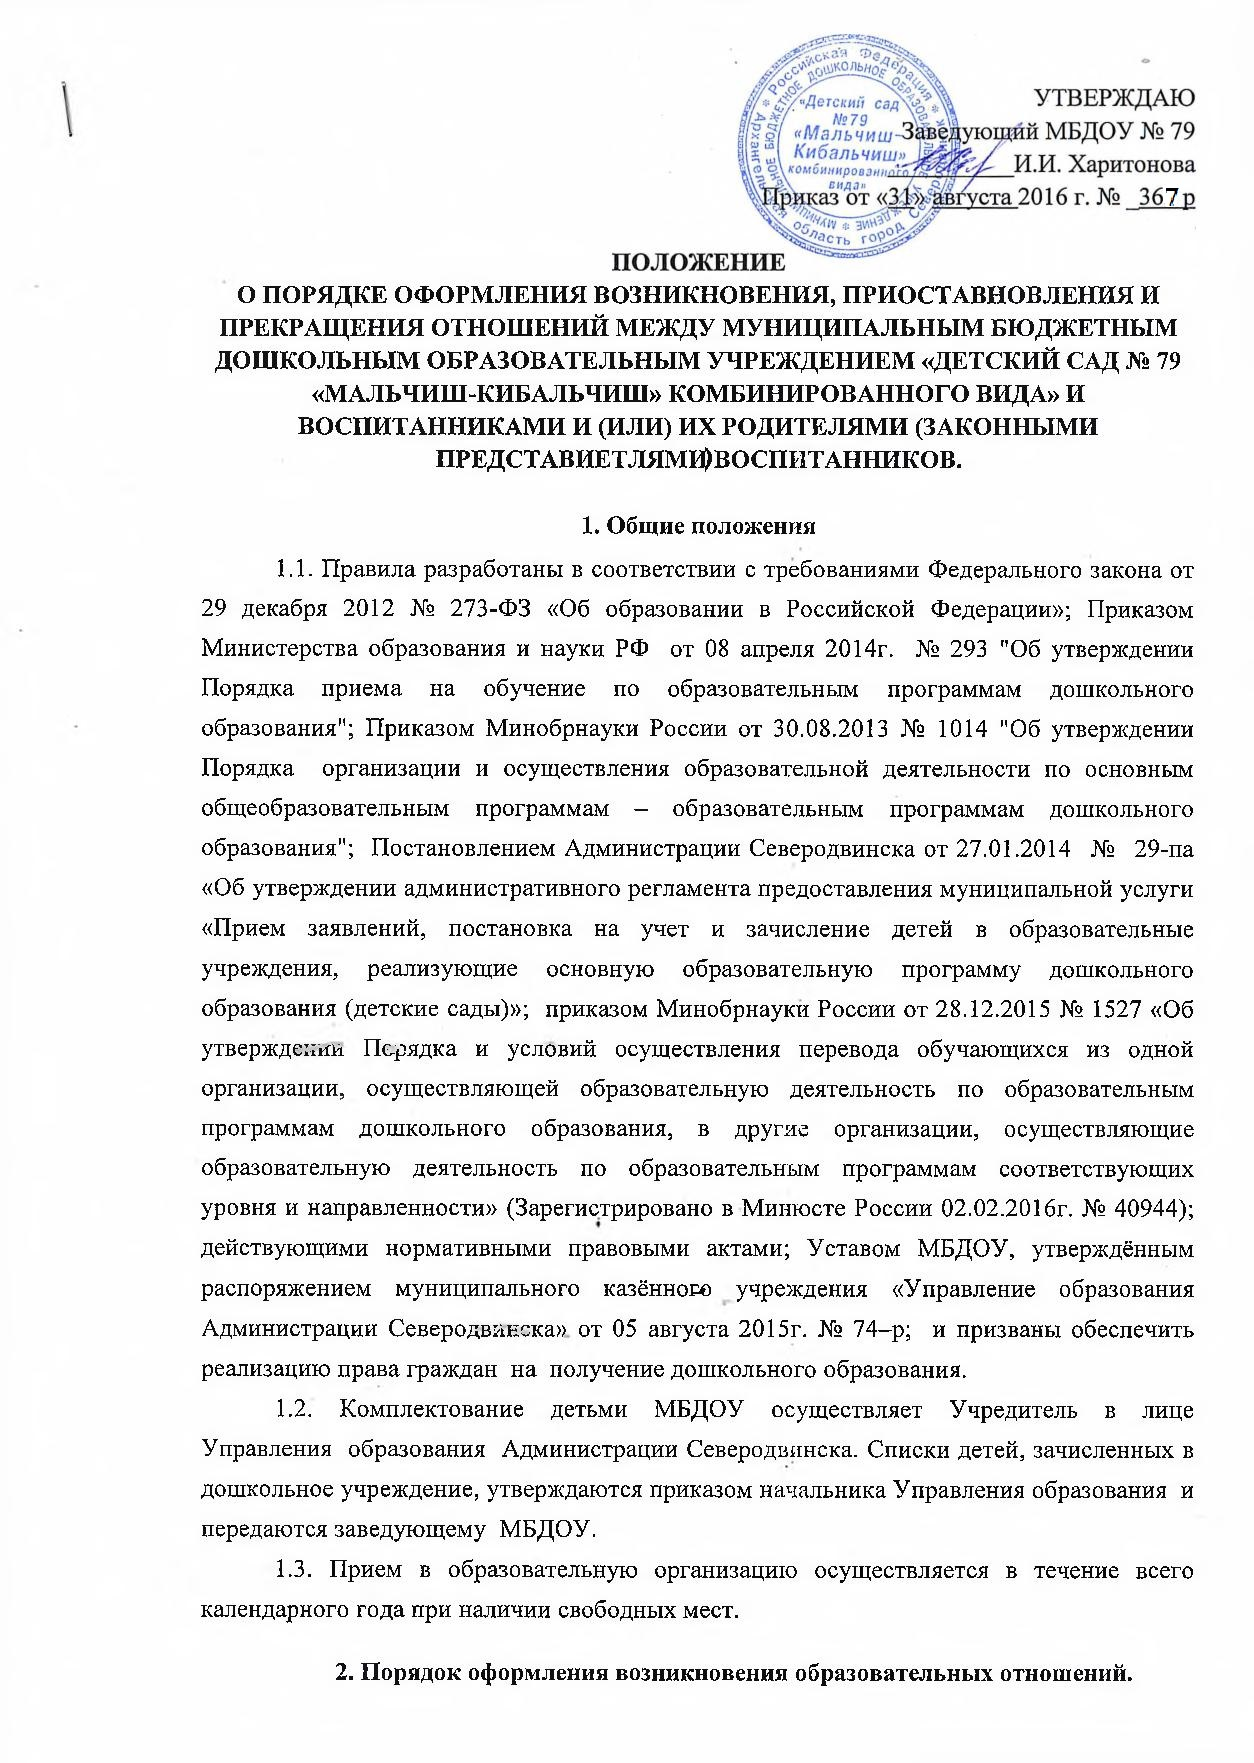 УТВЕРЖДАЮ
Заведующий МБДОУ № 79
И.И. Харитонова
Приказ от «31» августа 2016 г. № _367р
Российская Федерация * Архангельская область город
«Детский сад
№79
«Мальчиш-
Кибальчиш»
комбинированного
вида»
ПОЛОЖЕНИЕ
О ПОРЯДКЕ ОФОРМЛЕНИЯ ВОЗНИКНОВЕНИЯ, ПРИОСТАВНОВЛЕНИЯ И
ПРЕКРАЩЕНИЯ ОТНОШЕНИЙ МЕЖДУ МУНИЦИПАЛЬНЫМ БЮДЖЕТНЫМ
ДОШКОЛЬНЫМ ОБРАЗОВАТЕЛЬНЫМ УЧРЕЖДЕНИЕМ «ДЕТСКИЙ САД № 79
«МАЛЬЧИШ-КИБАЛЬЧИШ» КОМБИНИРОВАННОГО ВИДА» И
ВОСПИТАННИКАМИ И (ИЛИ) ИХ РОДИТЕЛЯМИ (ЗАКОННЫМИ
ПРЕДСТАВИЕТЛЯМИ)ВОСПИТАННИКОВ.
1. Общие положения
1.1. Правила разработаны в соответствии с требованиями Федерального закона от
29 декабря 2012 № 273-ФЗ «Об образовании в Российской Федерации»; Приказом
Министерства образования и науки РФ от 08 апреля 2014г. № 293 "Об утверждении
Порядка приема на обучение по образовательным программам дошкольного
образования"; Приказом Минобрнауки России от 30.08.2013 № 1014 "Об утверждении
Порядка организации и осуществления образовательной деятельности по основным
общеобразовательным программам – образовательным программам дошкольного
образования"; Постановлением Администрации Северодвинска от 27.01.2014 № 29-па
«Об утверждении административного регламента предоставления муниципальной услуги
«Прием заявлений, постановка на учет и зачисление детей в образовательные
учреждения, реализующие основную образовательную программу дошкольного
образования (детские сады)»; приказом Минобрнауки России от 28.12.2015 № 1527 «Об
утверждении Порядка и условий осуществления перевода обучающихся из одной
организации, осуществляющей образовательную деятельность по образовательным
программам дошкольного образования, в другие организации, осуществляющие
образовательную деятельность по образовательным программам соответствующих
уровня и направленности» (Зарегистрировано в Минюсте России 02.02.2016г. № 40944);
действующими нормативными правовыми актами; Уставом МБДОУ, утверждённым
распоряжением муниципального казённого учреждения «Управление образования
Администрации Северодвинска» от 05 августа 2015г. № 74–р; и призваны обеспечить
реализацию права граждан на получение дошкольного образования.
1.2. Комплектование детьми МБДОУ осуществляет Учредитель в лице
Управления образования Администрации Северодвинска. Списки детей, зачисленных в
дошкольное учреждение, утверждаются приказом начальника Управления образования и
передаются заведующему МБДОУ.
1.3. Прием в образовательную организацию осуществляется в течение всего
календарного года при наличии свободных мест.
2. Порядок оформления возникновения образовательных отношений.